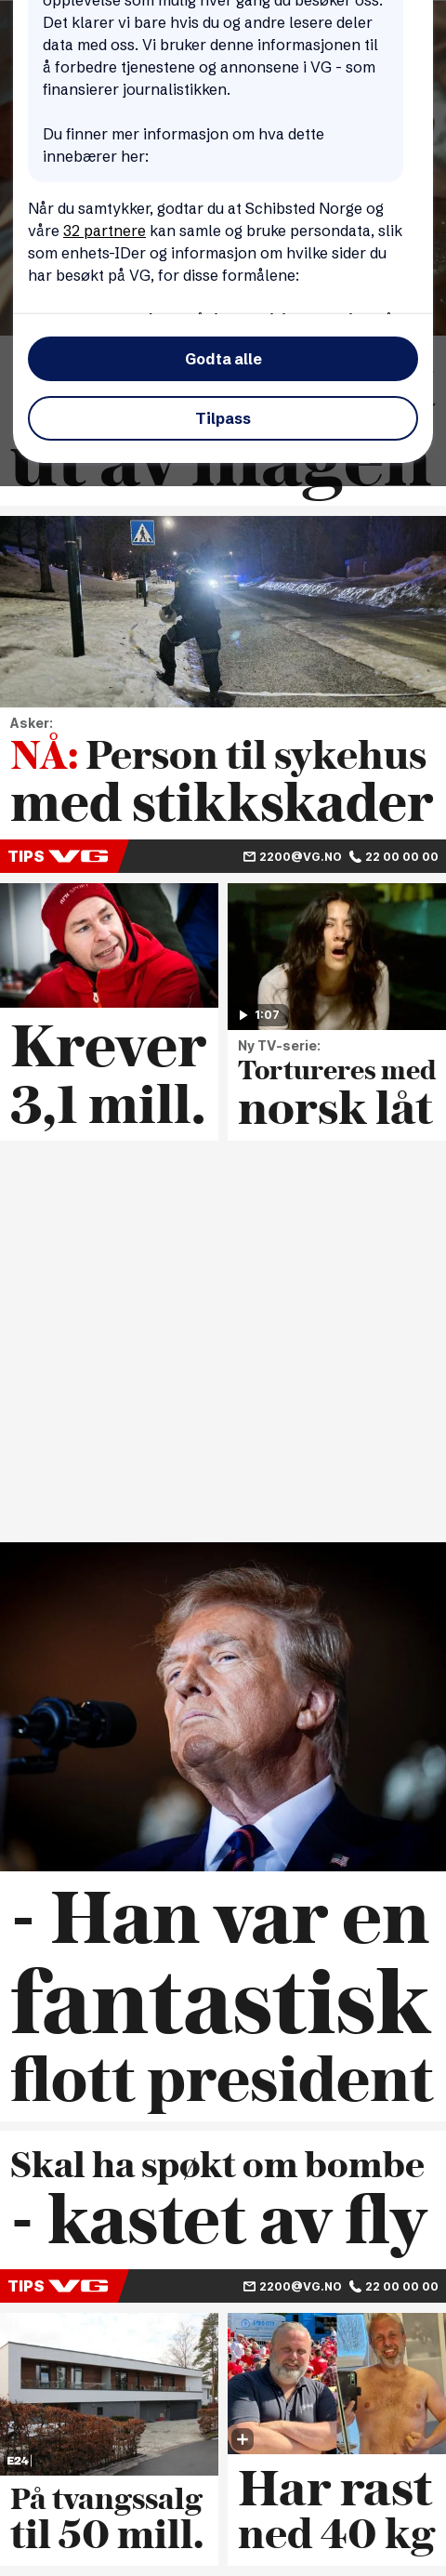 opplevelse som mulig hver gang du besøker oss.
Det klarer vi bare hvis du og andre lesere deler
data med oss. Vi bruker denne informasjonen til
å forbedre tjenestene og annonsene i VG - som
finansierer journalistikken.
Du finner mer informasjon om hva dette
innebærer her:
Når du samtykker, godtar du at Schibsted Norge og
våre 32 partnere kan samle og bruke persondata, slik
som enhets-IDer og informasjon om hvilke sider du
har besøkt på VG, for disse formålene:
Godta alle
Tilpass
ut av magen
Asker:
NÅ: Person til sykehus
med stikkskader
TIPS VG 2200@VG.NO 22 00 00 00
Krever
3,1 mill.
1:07
Ny TV-serie:
Tortureres med
norsk låt
- Han var en
fantastisk
flott president
Skal ha spøkt om bombe
- kastet av fly
TIPS VG 2200@VG.NO 22 00 00 00
E24
På tvangssalg
til 50 mill.
Har rast
ned 40 kg